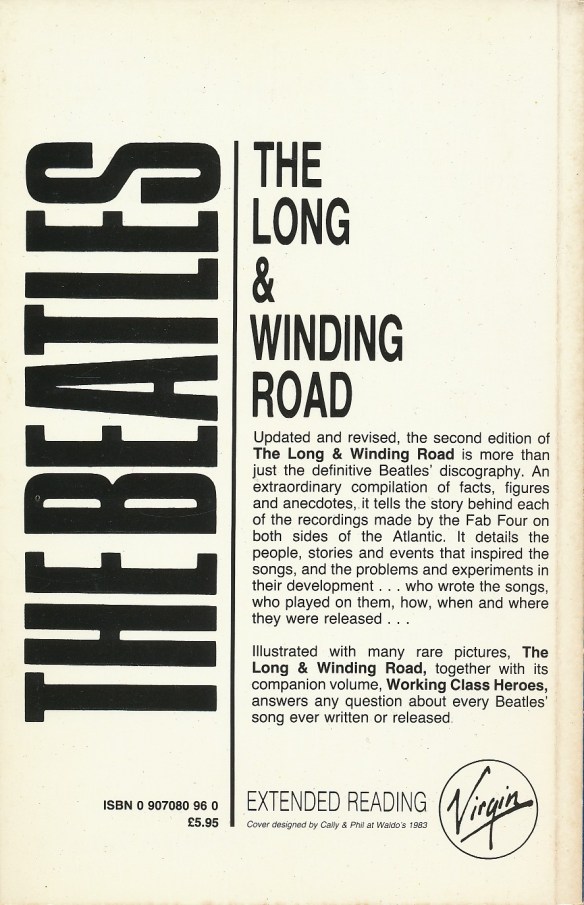 THE BEATLES
THE
LONG
&
WINDING
ROAD
Updated and revised, the second edition of
The Long & Winding Road is more than
just the definitive Beatles' discography. An
extraordinary compilation of facts, figures
and anecdotes, it tells the story behind each
of the recordings made by the Fab Four on
both sides of the Atlantic. It details the
people, stories and events that inspired the
songs, and the problems and experiments in
their development . . . who wrote the songs,
who played on them, how, when and where
they were released . . .
Illustrated with many rare pictures, The
Long & Winding Road, together with its
companion volume, Working Class Heroes,
answers any question about every Beatles'
song ever written or released.
ISBN 0 907080 96 0
£5.95
EXTENDED READING
Cover designed by Cally & Phil at Waldo's 1983
Virgin